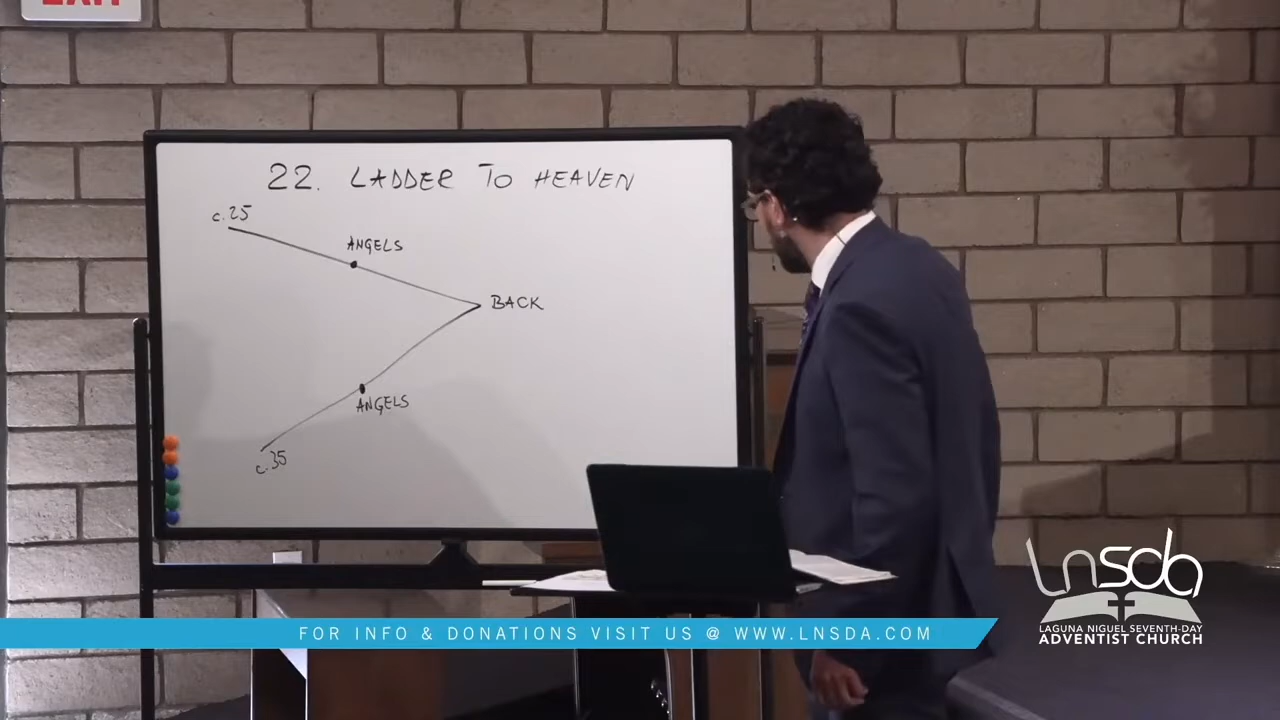 EXIT
22. LADDER TO HEAVEN
c.25
ANGELS
BACK
ANGELS
c.35
lnsda
LAGUNA NIGUEL SEVENTH-DAY
ADVENTIST CHURCH
FOR INFO & DONATIONS VISIT US @ WWW.LNSDA.COM